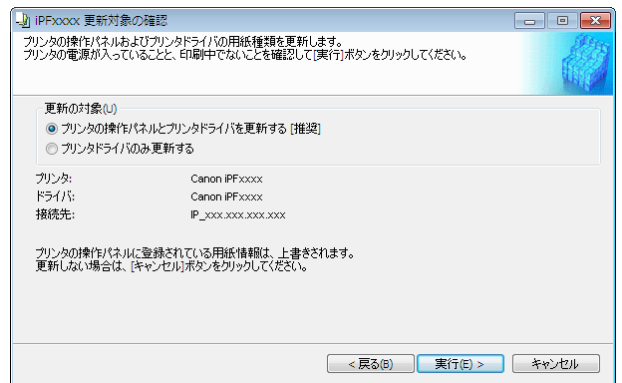 iPFxxxx 更新対象の確認
プリンタの操作パネルおよびプリンタドライバの用紙種類を更新します。
プリンタの電源が入っていることと、印刷中でないことを確認して[実行]ボタンをクリックしてください。
更新の対象(U)
プリンタの操作パネルとプリンタドライバを更新する [推奨]
プリンタドライバのみ更新する
プリンタ: Canon iPFxxxx
ドライバ: Canon iPFxxxx
接続先: IP_xxx.xxx.xxx.xxx
プリンタの操作パネルに登録されている用紙情報は、上書きされます。
更新しない場合は、[キャンセル]ボタンをクリックしてください。
< 戻る(B) 実行(E) > キャンセル